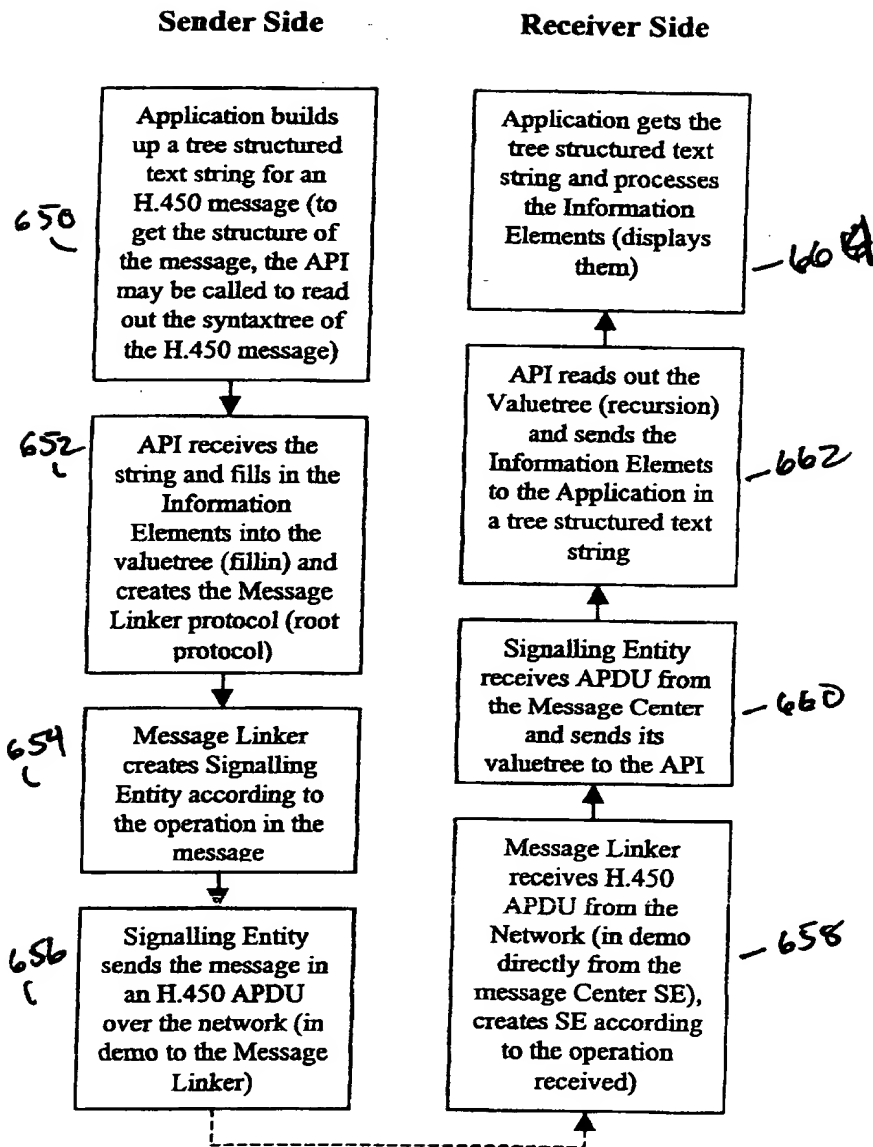 Sender Side
Receiver Side
650
Application builds
up a tree structured
text string for an
H.450 message (to
get the structure of
the message, the API
may be called to read
out the syntaxtree of
the H.450 message)
652
API receives the
string and fills in the
Information
Elements into the
valuetree (fillin) and
creates the Message
Linker protocol (root
protocol)
654
Message Linker
creates Signalling
Entity according to
the operation in the
message
656
Signalling Entity
sends the message in
an H.450 APDU
over the network (in
demo to the Message
Linker)
Application gets the
tree structured text
string and processes
the Information
Elements (displays
them)
664
API reads out the
Valuetree (recursion)
and sends the
Information Elemets
to the Application in
a tree structured text
string
662
Signalling Entity
receives APDU from
the Message Center
and sends its
valuetree to the API
660
Message Linker
receives H.450
APDU from the
Network (in demo
directly from the
message Center SE),
creates SE according
to the operation
received)
658